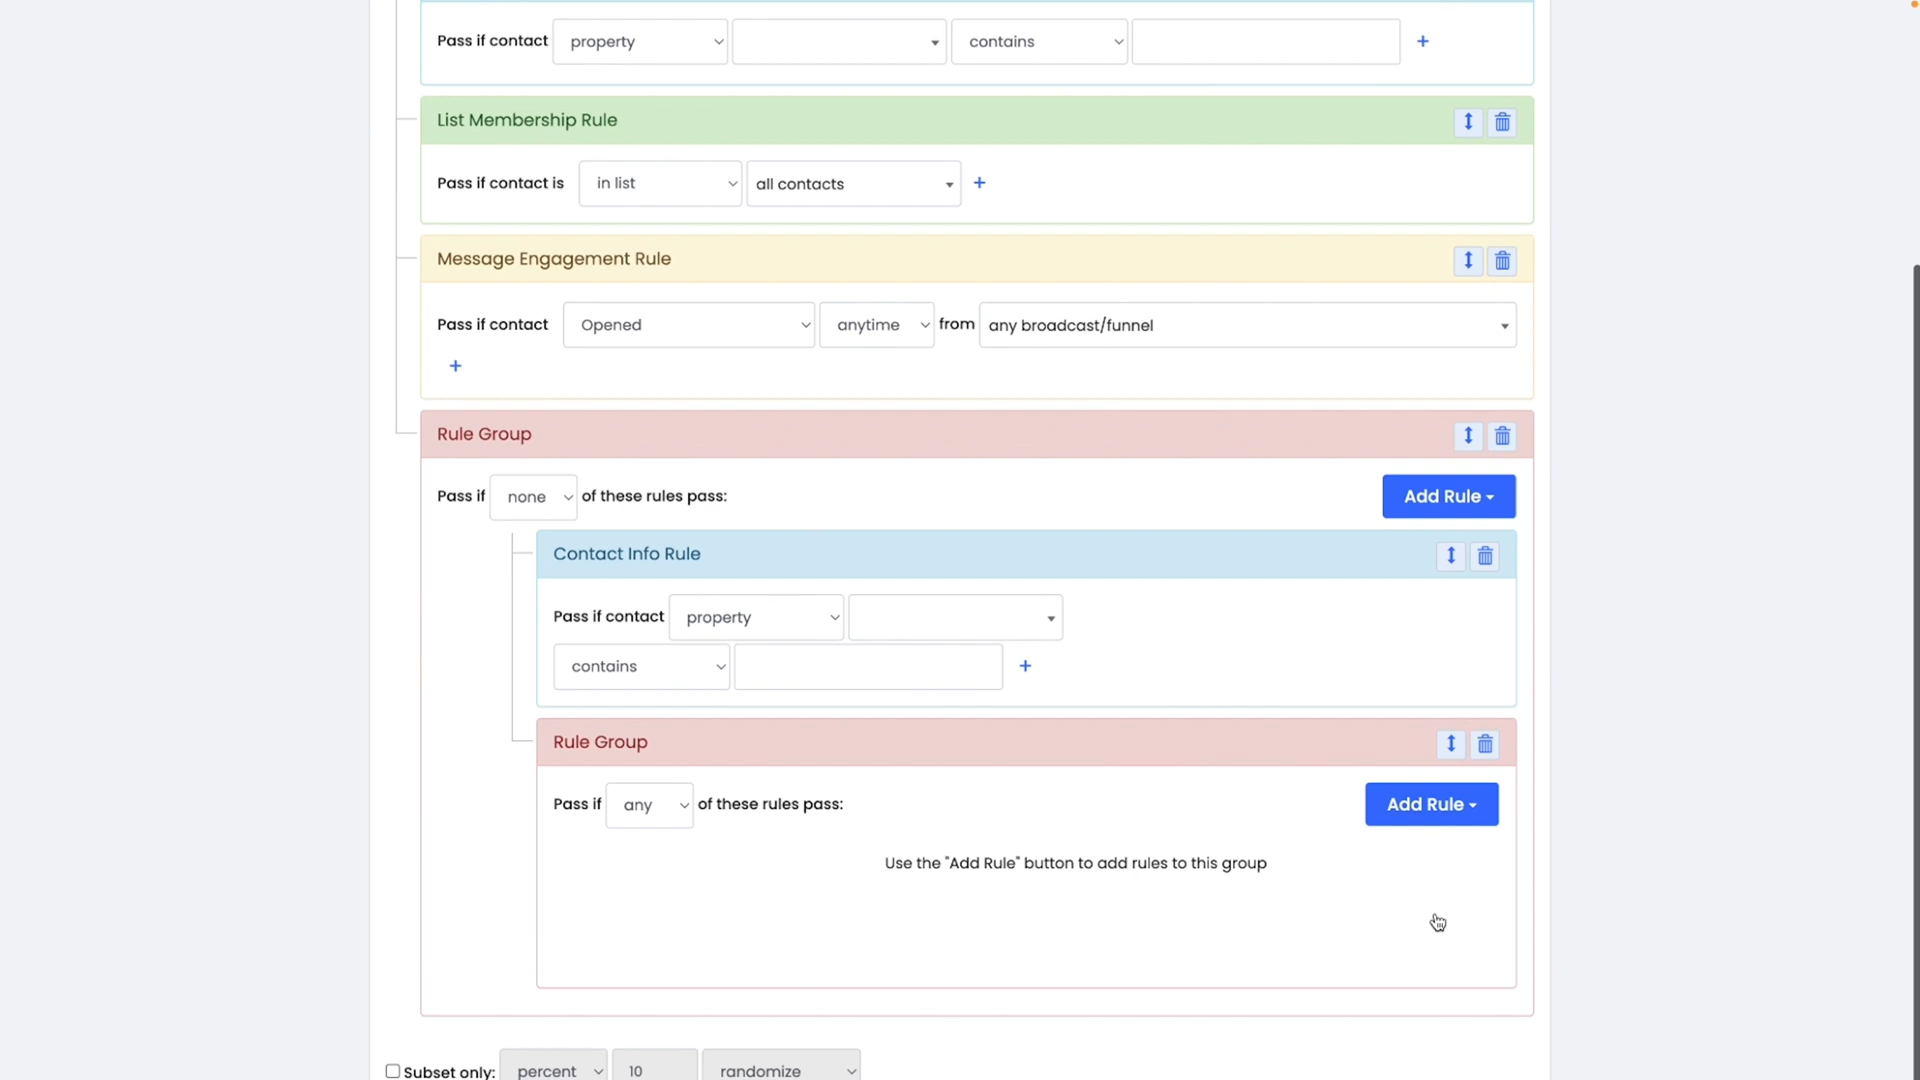 Pass if contact property contains +
List Membership Rule
Pass if contact is in list all contacts +
Message Engagement Rule
Pass if contact Opened anytime from any broadcast/funnel
+
Rule Group
Pass if none of these rules pass: Add Rule
Contact Info Rule
Pass if contact property
contains +
Rule Group
Pass if any of these rules pass: Add Rule
Use the "Add Rule" button to add rules to this group
Subset only: percent 10 randomize